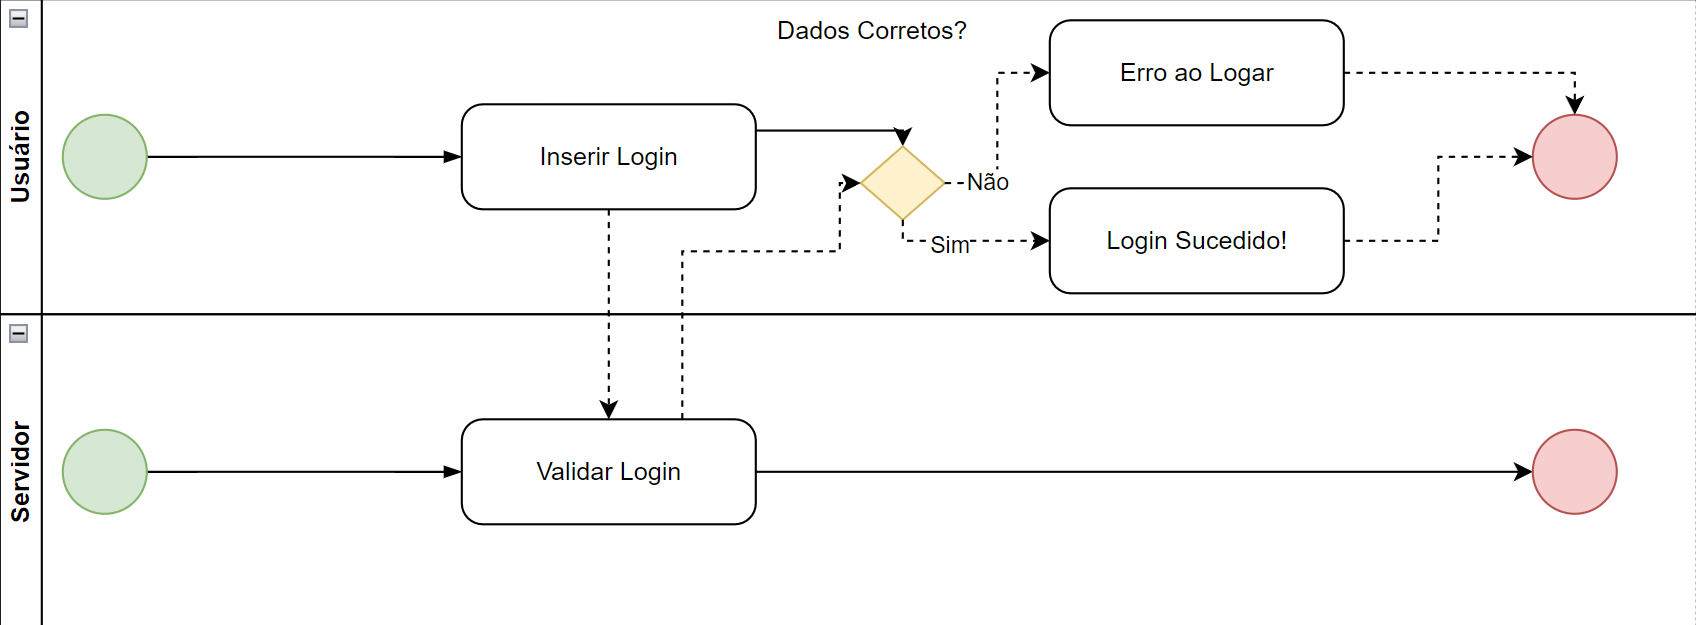 Usuário
Dados Corretos?
Inserir Login
Não
Sim
Erro ao Logar
Login Sucedido!
Servidor
Validar Login